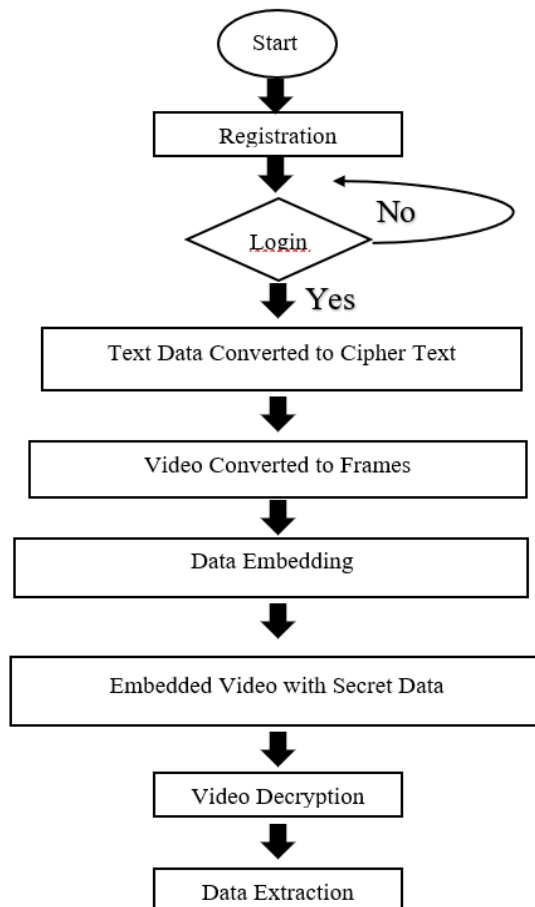 Start
Registration
No
Login
Yes
Text Data Converted to Cipher Text
Video Converted to Frames
Data Embedding
Embedded Video with Secret Data
Video Decryption
Data Extraction